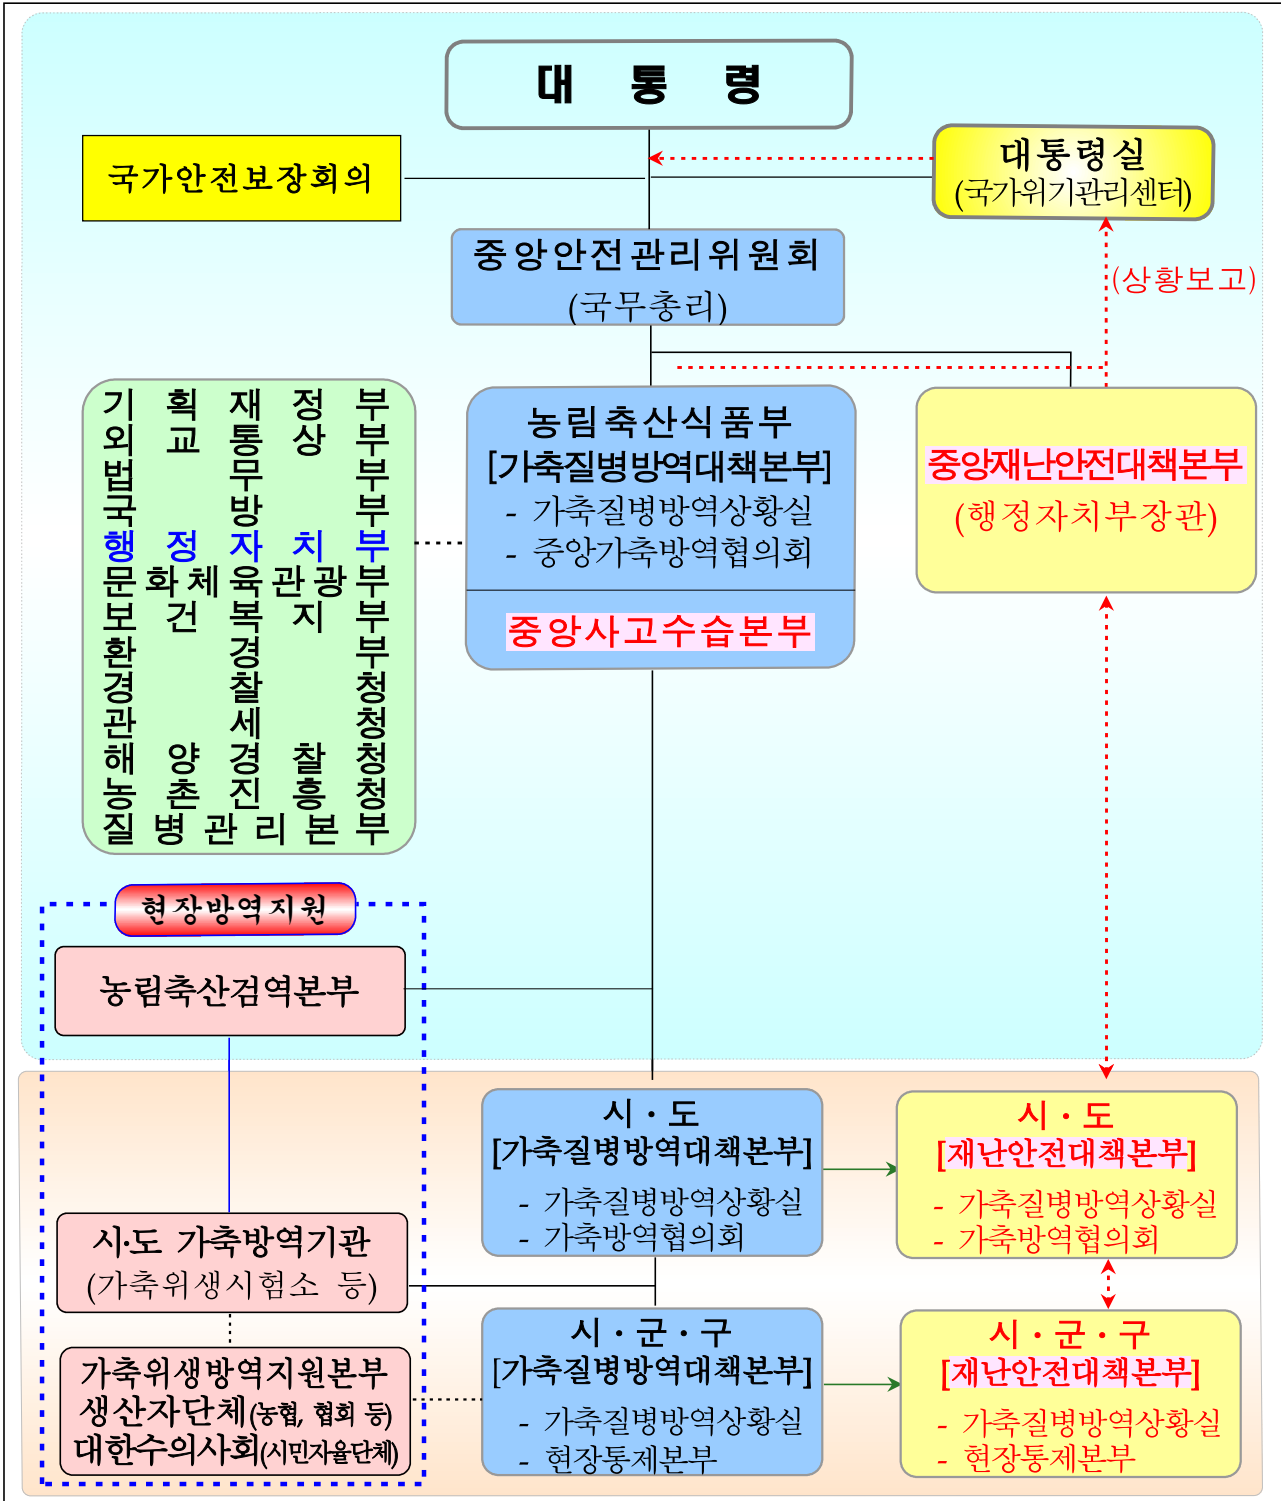 대 통 령
국가안전보장회의
대통령실
(국가위기관리센터)
중앙안전관리위원회
(국무총리)
(상황보고)
기 획 재 정 부
외 교 통 상 부
법 무 부
국 방 부
행 정 자 치 부
문화체육관광부
보 건 복 지 부
환 경 부
경 찰 청
관 세 청
해 양 경 찰 청
농 촌 진 흥 청
질병관리본부
농림축산식품부
[가축질병방역대책본부]
- 가축질병방역상황실
- 중앙가축방역협의회
중앙사고수습본부
중앙재난안전대책본부
(행정자치부장관)
현장방역지원
농림축산검역본부
시·도 가축방역기관
(가축위생시험소 등)
가축위생방역지원본부
생산자단체(농협, 협회 등)
대한수의사회(시민자율단체)
시·도
[가축질병방역대책본부]
- 가축질병방역상황실
- 가축방역협의회
시·도
[재난안전대책본부]
- 가축질병방역상황실
- 가축방역협의회
시·군·구
[가축질병방역대책본부]
- 가축질병방역상황실
- 현장통제본부
시·군·구
[재난안전대책본부]
- 가축질병방역상황실
- 현장통제본부